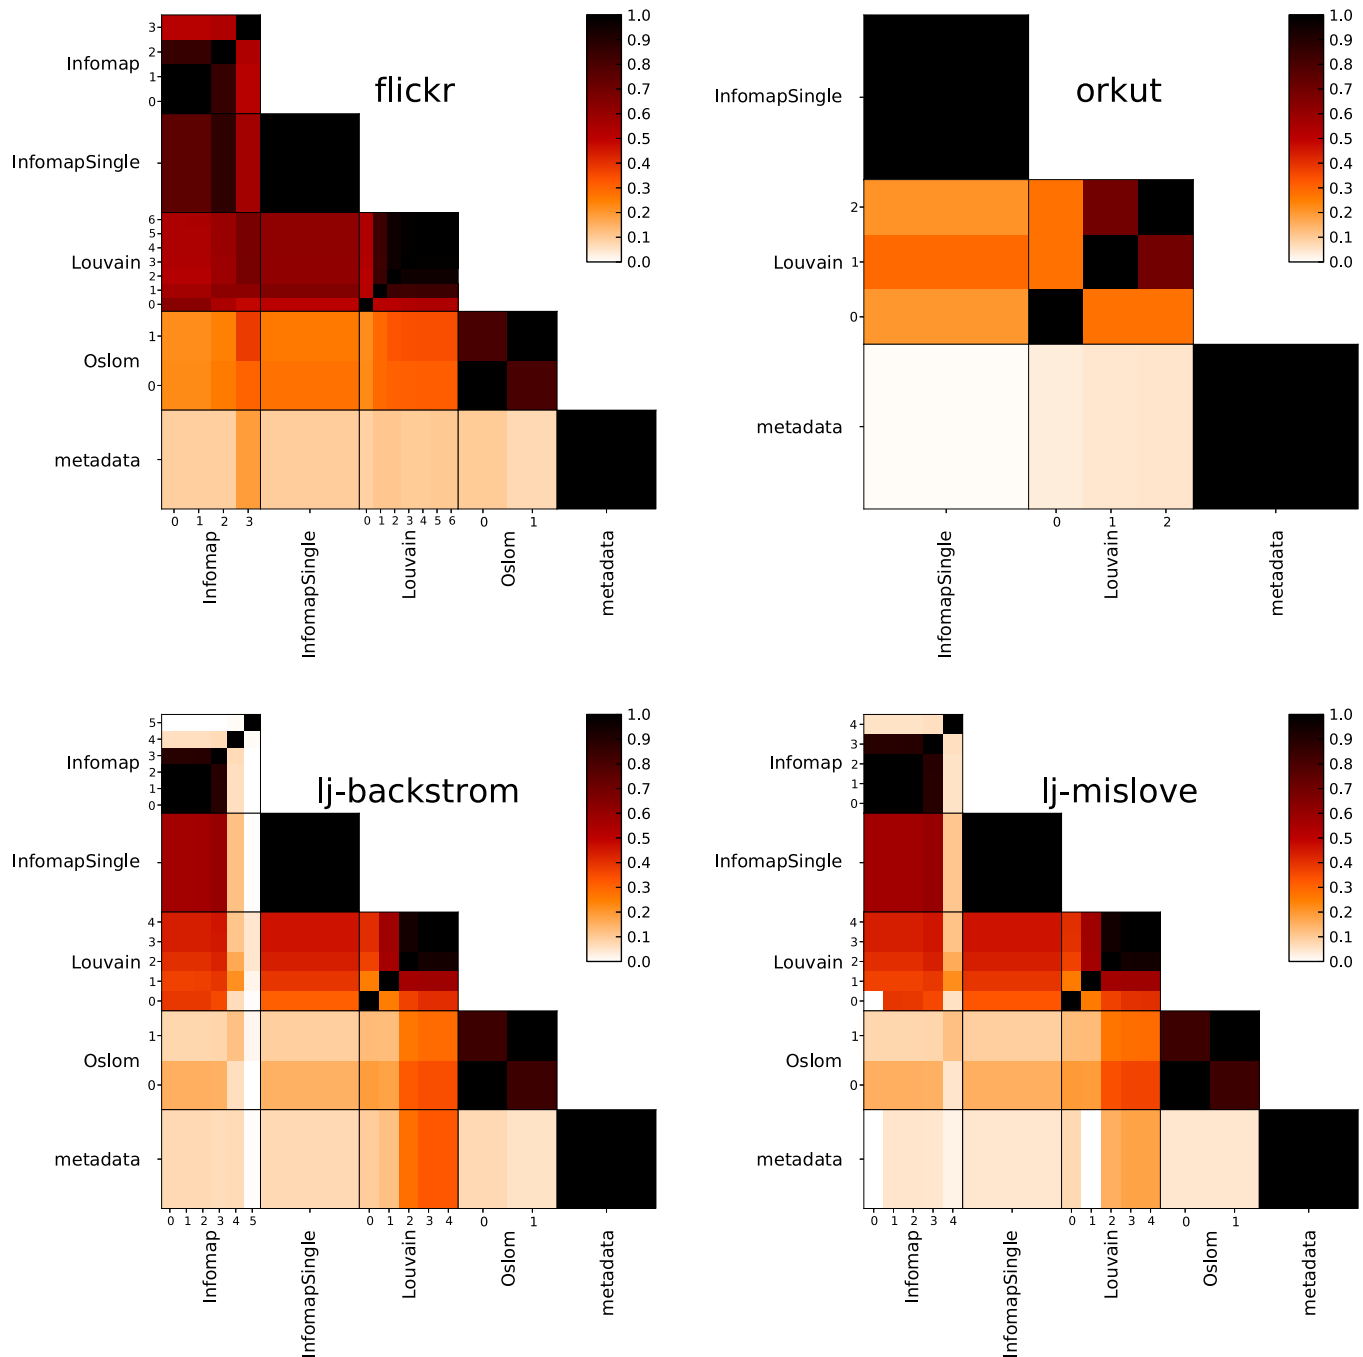 flickr
3
2
1
0
Infomap
InfomapSingle
6
5
4
3
2
1
0
Louvain
1
0
Oslom
metadata
0 1 2 3 0 1 2 3 4 5 6 0 1
Infomap InfomapSingle Louvain Oslom metadata
1.0
0.9
0.8
0.7
0.6
0.5
0.4
0.3
0.2
0.1
0.0
orkut
InfomapSingle
2
1
0
Louvain
metadata
0 1 2
InfomapSingle Louvain metadata
1.0
0.9
0.8
0.7
0.6
0.5
0.4
0.3
0.2
0.1
0.0
lj-backstrom
5
4
3
2
1
0
Infomap
InfomapSingle
4
3
2
1
0
Louvain
1
0
Oslom
metadata
0 1 2 3 4 5 0 1 2 3 4 0 1
Infomap InfomapSingle Louvain Oslom metadata
1.0
0.9
0.8
0.7
0.6
0.5
0.4
0.3
0.2
0.1
0.0
lj-mislove
4
3
2
1
0
Infomap
InfomapSingle
4
3
2
1
0
Louvain
1
0
Oslom
metadata
0 1 2 3 4 0 1 2 3 4 0 1
Infomap InfomapSingle Louvain Oslom metadata
1.0
0.9
0.8
0.7
0.6
0.5
0.4
0.3
0.2
0.1
0.0